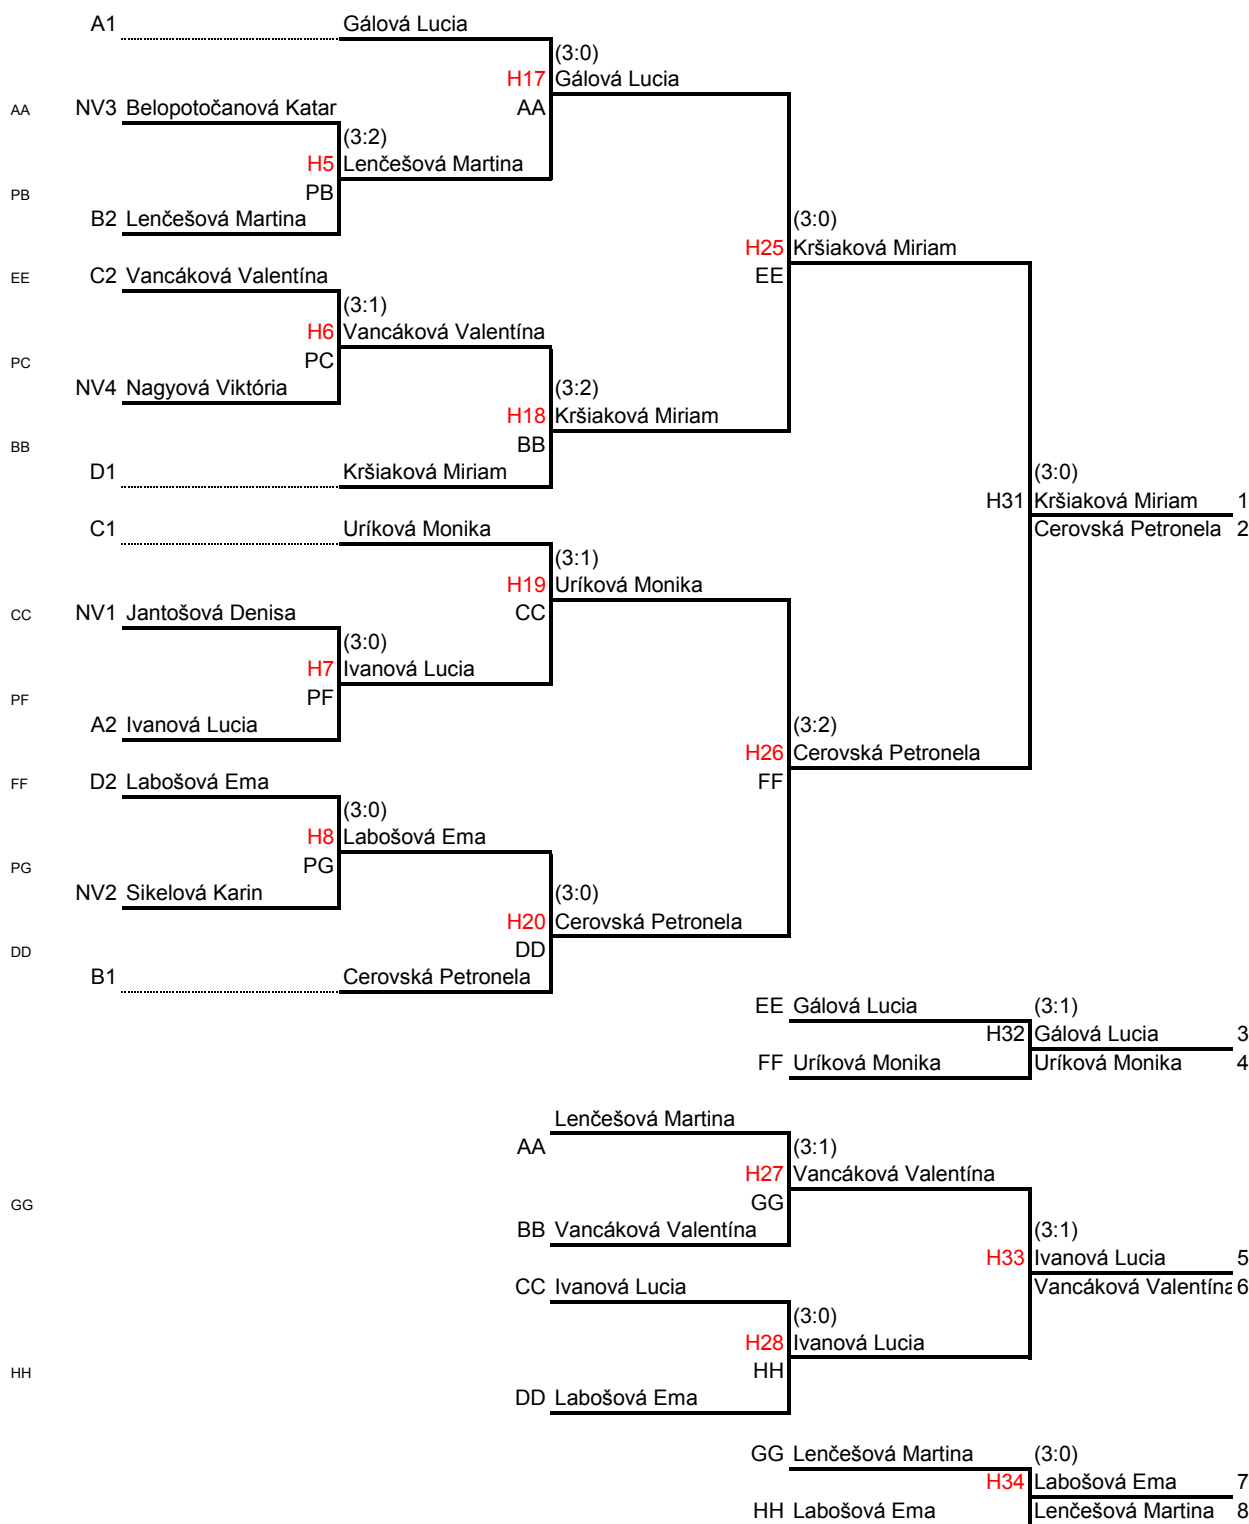 A1 Gálová Lucia
(3:0)
H17 Gálová Lucia
AA NV3 Belopotočanová Katar AA
(3:2)
H5 Lenčešová Martina
PB PB
B2 Lenčešová Martina (3:0)
H25 Kršiaková Miriam
EE C2 Vancáková Valentína EE
(3:1)
H6 Vancáková Valentína
PC PC
NV4 Nagyová Viktória (3:2)
H18 Kršiaková Miriam
BB BB
D1 Kršiaková Miriam (3:0)
H31 Kršiaková Miriam 1
C1 Uríková Monika Cerovská Petronela 2
(3:1)
H19 Uríková Monika
CC NV1 Jantošová Denisa CC
(3:0)
H7 Ivanová Lucia
PF PF
A2 Ivanová Lucia (3:2)
H26 Cerovská Petronela
FF D2 Labošová Ema FF
(3:0)
H8 Labošová Ema
PG PG
NV2 Sikelová Karin (3:0)
H20 Cerovská Petronela
DD DD
B1 Cerovská Petronela
EE Gálová Lucia (3:1)
H32 Gálová Lucia 3
FF Uríková Monika Uríková Monika 4
Lenčešová Martina
AA (3:1)
H27 Vancáková Valentína
GG GG
BB Vancáková Valentína (3:1)
H33 Ivanová Lucia 5
CC Ivanová Lucia Vancáková Valentína 6
(3:0)
H28 Ivanová Lucia
HH HH
DD Labošová Ema
GG Lenčešová Martina (3:0)
H34 Labošová Ema 7
HH Labošová Ema Lenčešová Martina 8